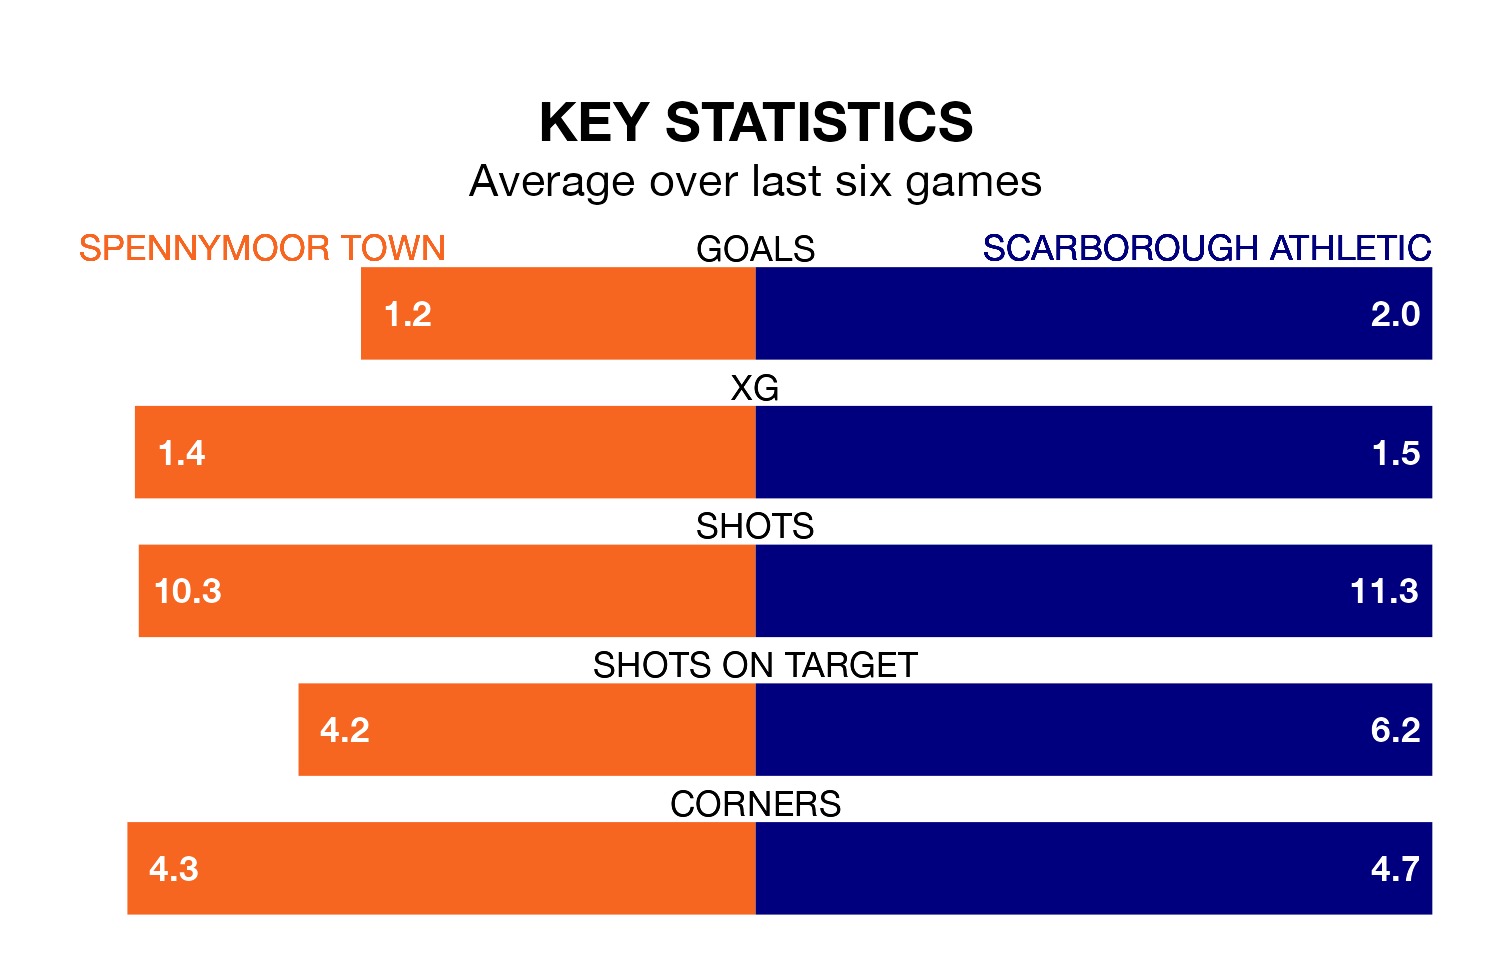 KEY STATISTICS
Average over last six games
SPENNYMOOR TOWN GOALS SCARBOROUGH ATHLETIC
1.2 2.0
XG
1.4 1.5
SHOTS
10.3 11.3
SHOTS ON TARGET
4.2 6.2
CORNERS
4.3 4.7